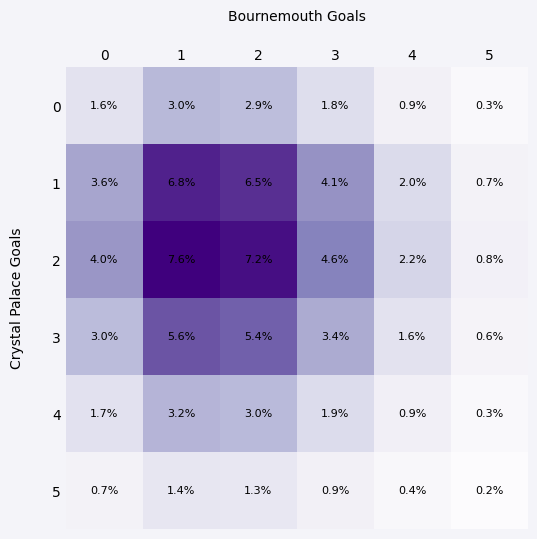 Bournemouth Goals
0 1 2 3 4 5
0 1.6% 3.0% 2.9% 1.8% 0.9% 0.3%
1 3.6% 6.8% 6.5% 4.1% 2.0% 0.7%
2 4.0% 7.6% 7.2% 4.6% 2.2% 0.8%
3 3.0% 5.6% 5.4% 3.4% 1.6% 0.6%
4 1.7% 3.2% 3.0% 1.9% 0.9% 0.3%
5 0.7% 1.4% 1.3% 0.9% 0.4% 0.2%
Crystal Palace Goals